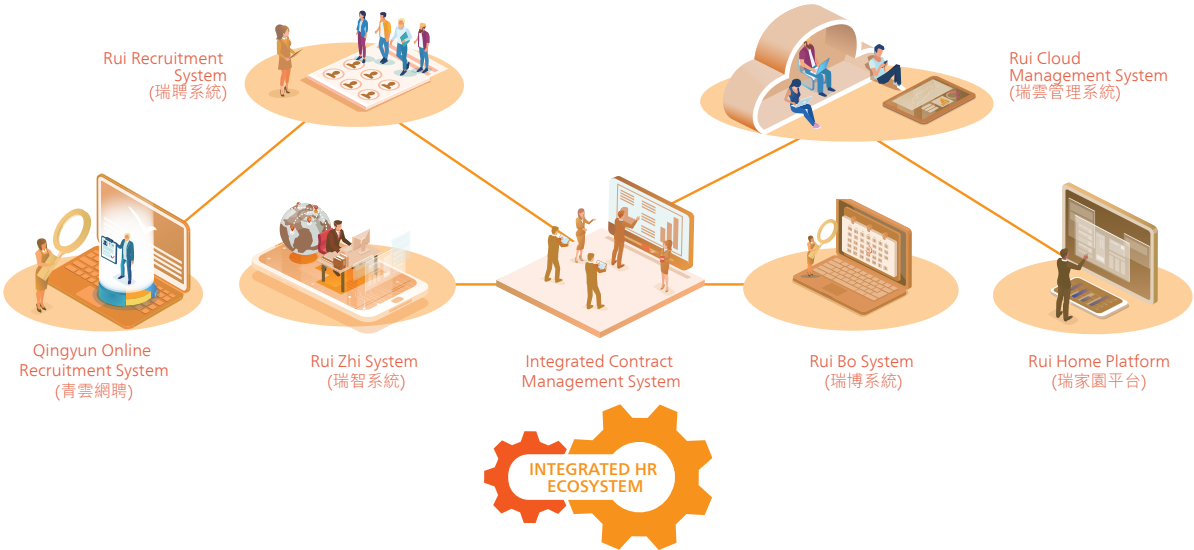 Rui Recruitment
System
(瑞聘系統)
Rui Cloud
Management System
(瑞雲管理系統)
Qingyun Online
Recruitment System
(青雲網聘)
Rui Zhi System
(瑞智系統)
Integrated Contract
Management System
Rui Bo System
(瑞博系統)
Rui Home Platform
(瑞家園平台)
INTEGRATED HR
ECOSYSTEM